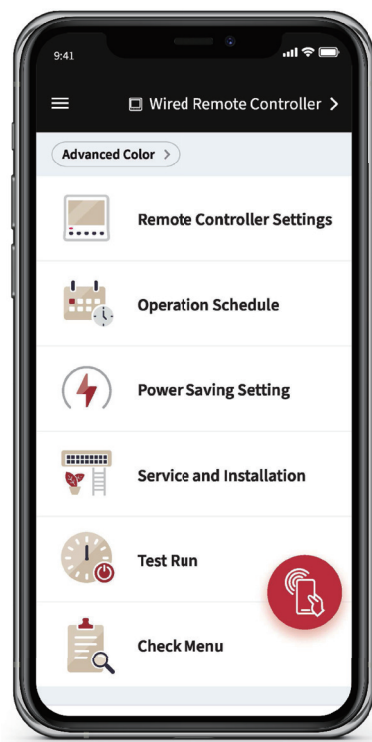 9:41
Wired Remote Controller >
Advanced Color >
Remote Controller Settings
Operation Schedule
Power Saving Setting
Service and Installation
Test Run
Check Menu